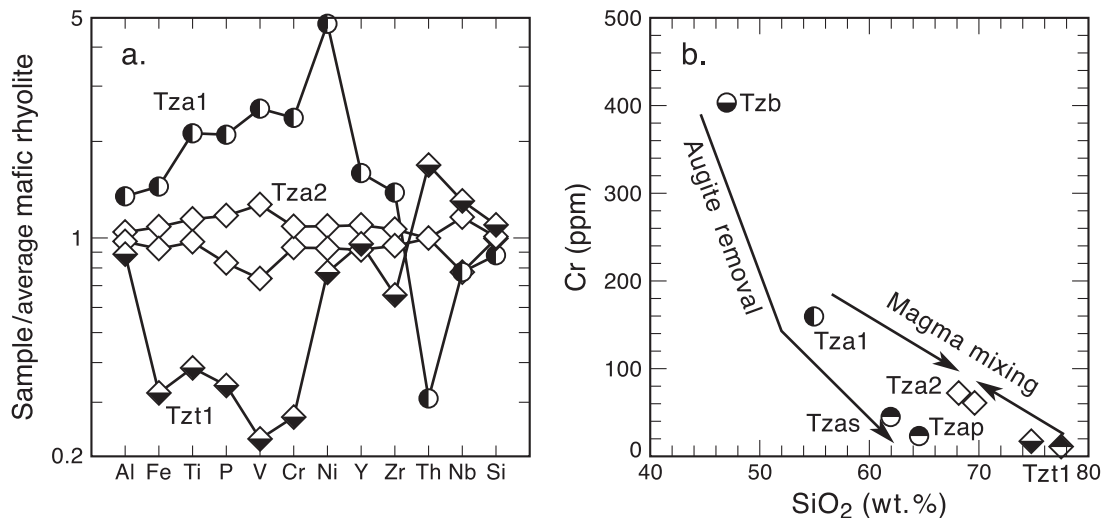 a.
Sample/average mafic rhyolite
5
1
0.2
Tza1
Tza2
Tzt1
Al Fe Ti P V Cr Ni Y Zr Th Nb Si
b.
Cr (ppm)
500
400
300
200
100
0
Tzb
Augite removal
Tza1
Magma mixing
Tza2
Tzas
Tzap
Tzt1
40 50 60 70 80
SiO₂ (wt.%)